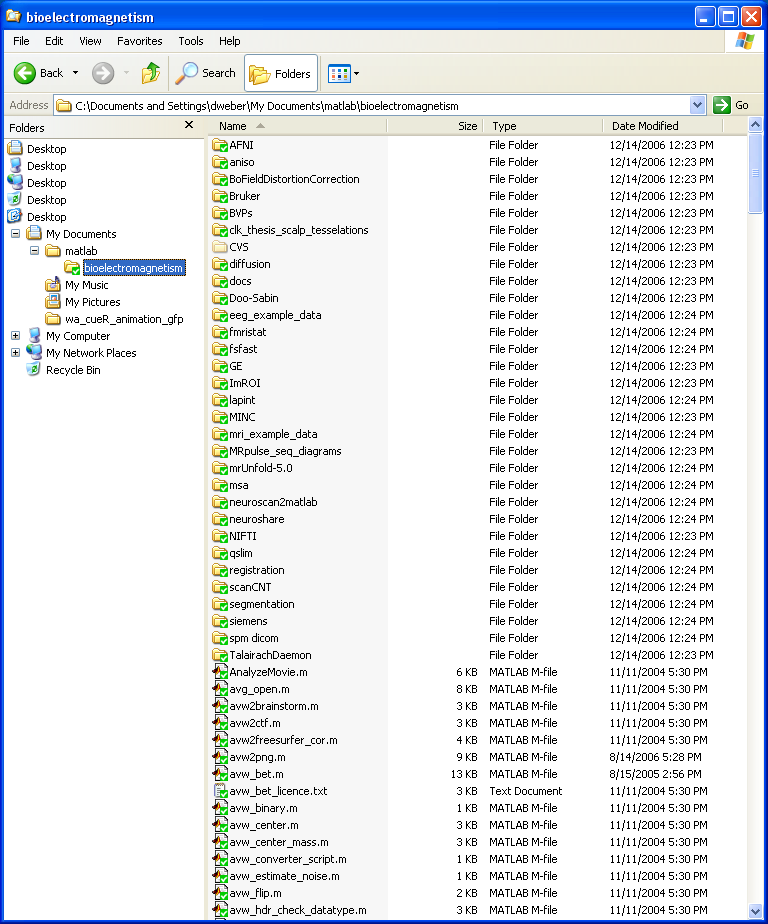 bioelectromagnetism
File Edit View Favorites Tools Help
Back Search Folders
Address C:\Documents and Settings\dweber\My Documents\matlab\bioelectromagnetism Go
Folders
Desktop
Desktop
Desktop
Desktop
Desktop
My Documents
matlab
bioelectromagnetism
My Music
My Pictures
wa_cueR_animation_gfp
My Computer
My Network Places
Recycle Bin
Name Size Type Date Modified
AFNI File Folder 12/14/2006 12:23 PM
aniso File Folder 12/14/2006 12:23 PM
BoFieldDistortionCorrection File Folder 12/14/2006 12:23 PM
Bruker File Folder 12/14/2006 12:23 PM
BVPs File Folder 12/14/2006 12:23 PM
clk_thesis_scalp_tesselations File Folder 12/14/2006 12:23 PM
CVS File Folder 12/14/2006 12:23 PM
diffusion File Folder 12/14/2006 12:23 PM
docs File Folder 12/14/2006 12:23 PM
Doo-Sabin File Folder 12/14/2006 12:23 PM
eeg_example_data File Folder 12/14/2006 12:24 PM
fmristat File Folder 12/14/2006 12:24 PM
fsfast File Folder 12/14/2006 12:24 PM
GE File Folder 12/14/2006 12:23 PM
ImROI File Folder 12/14/2006 12:23 PM
lapint File Folder 12/14/2006 12:24 PM
MINC File Folder 12/14/2006 12:23 PM
mri_example_data File Folder 12/14/2006 12:24 PM
MRpulse_seq_diagrams File Folder 12/14/2006 12:23 PM
mrUnfold-5.0 File Folder 12/14/2006 12:24 PM
msa File Folder 12/14/2006 12:24 PM
neuroscan2matlab File Folder 12/14/2006 12:24 PM
neuroshare File Folder 12/14/2006 12:24 PM
NIFTI File Folder 12/14/2006 12:23 PM
qslim File Folder 12/14/2006 12:24 PM
registration File Folder 12/14/2006 12:24 PM
scanCNT File Folder 12/14/2006 12:24 PM
segmentation File Folder 12/14/2006 12:24 PM
siemens File Folder 12/14/2006 12:24 PM
spm dicom File Folder 12/14/2006 12:24 PM
TalairachDaemon File Folder 12/14/2006 12:23 PM
AnalyzeMovie.m 6 KB MATLAB M-file 11/11/2004 5:30 PM
avg_open.m 8 KB MATLAB M-file 11/11/2004 5:30 PM
avw2brainstorm.m 3 KB MATLAB M-file 11/11/2004 5:30 PM
avw2ctf.m 3 KB MATLAB M-file 11/11/2004 5:30 PM
avw2freesurfer_cor.m 4 KB MATLAB M-file 11/11/2004 5:30 PM
avw2png.m 9 KB MATLAB M-file 8/14/2006 5:28 PM
avw_bet.m 13 KB MATLAB M-file 8/15/2005 2:56 PM
avw_bet_licence.txt 3 KB Text Document 11/11/2004 5:30 PM
avw_binary.m 1 KB MATLAB M-file 11/11/2004 5:30 PM
avw_center.m 3 KB MATLAB M-file 11/11/2004 5:30 PM
avw_center_mass.m 3 KB MATLAB M-file 11/11/2004 5:30 PM
avw_converter_script.m 1 KB MATLAB M-file 11/11/2004 5:30 PM
avw_estimate_noise.m 1 KB MATLAB M-file 11/11/2004 5:30 PM
avw_flip.m 2 KB MATLAB M-file 11/11/2004 5:30 PM
avw_hdr_check_datatype.m 3 KB MATLAB M-file 11/11/2004 5:30 PM